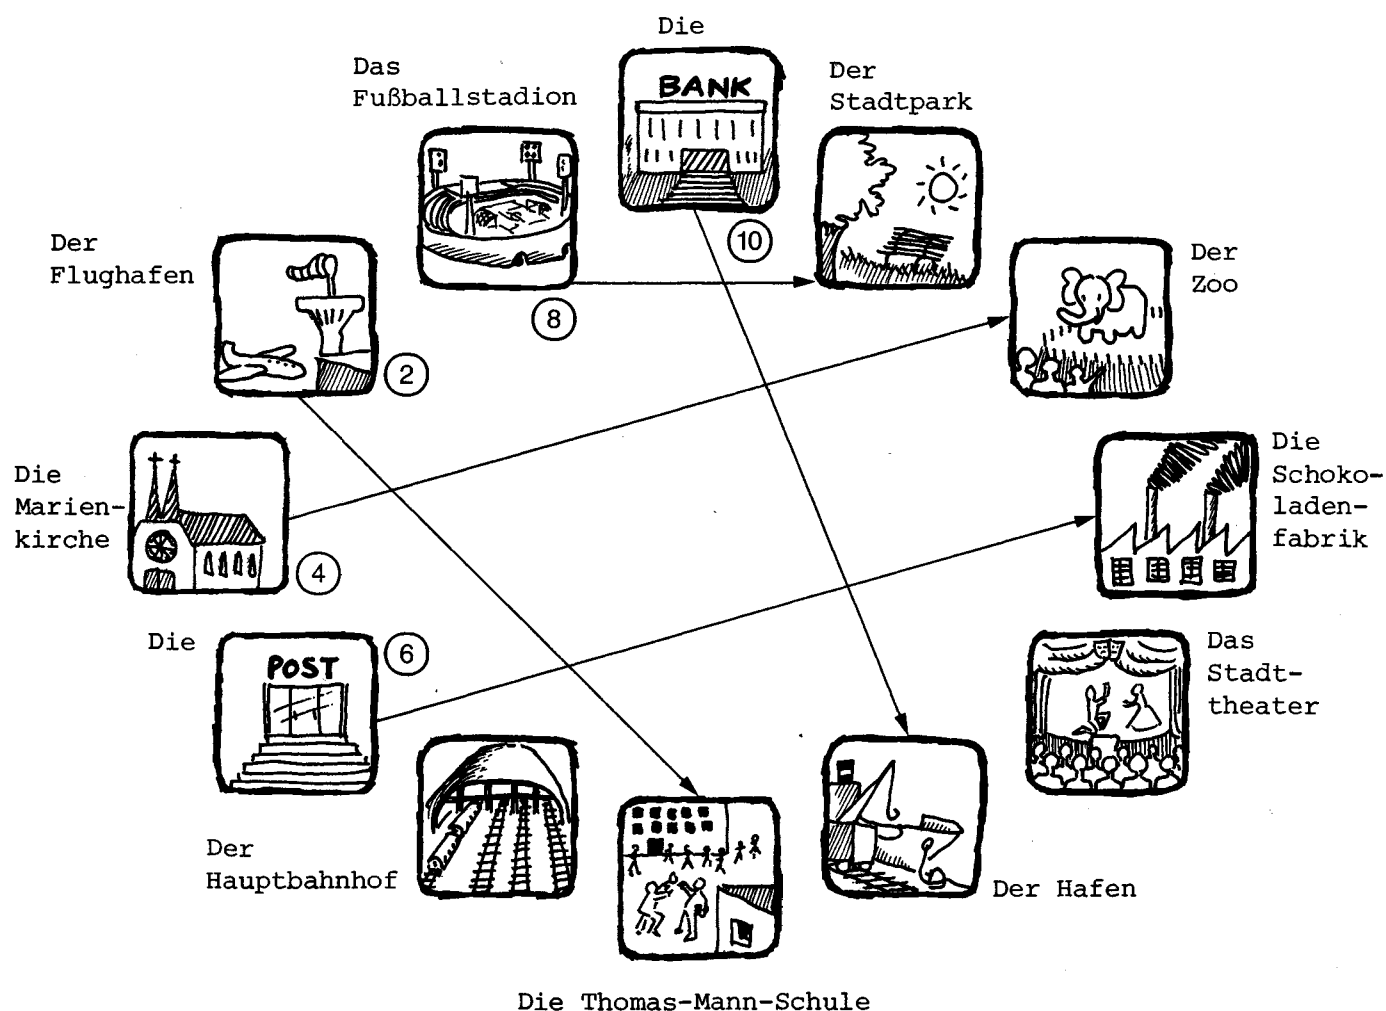 Die
BANK
10
Das
Fußballstadion
8
Der
Stadtpark
Der
Flughafen
2
Der
Zoo
Die
Marien-
kirche
4
Die
Schoko-
laden-
fabrik
Die
POST
6
Das
Stadt-
theater
Der
Hauptbahnhof
Der Hafen
Die Thomas-Mann-Schule